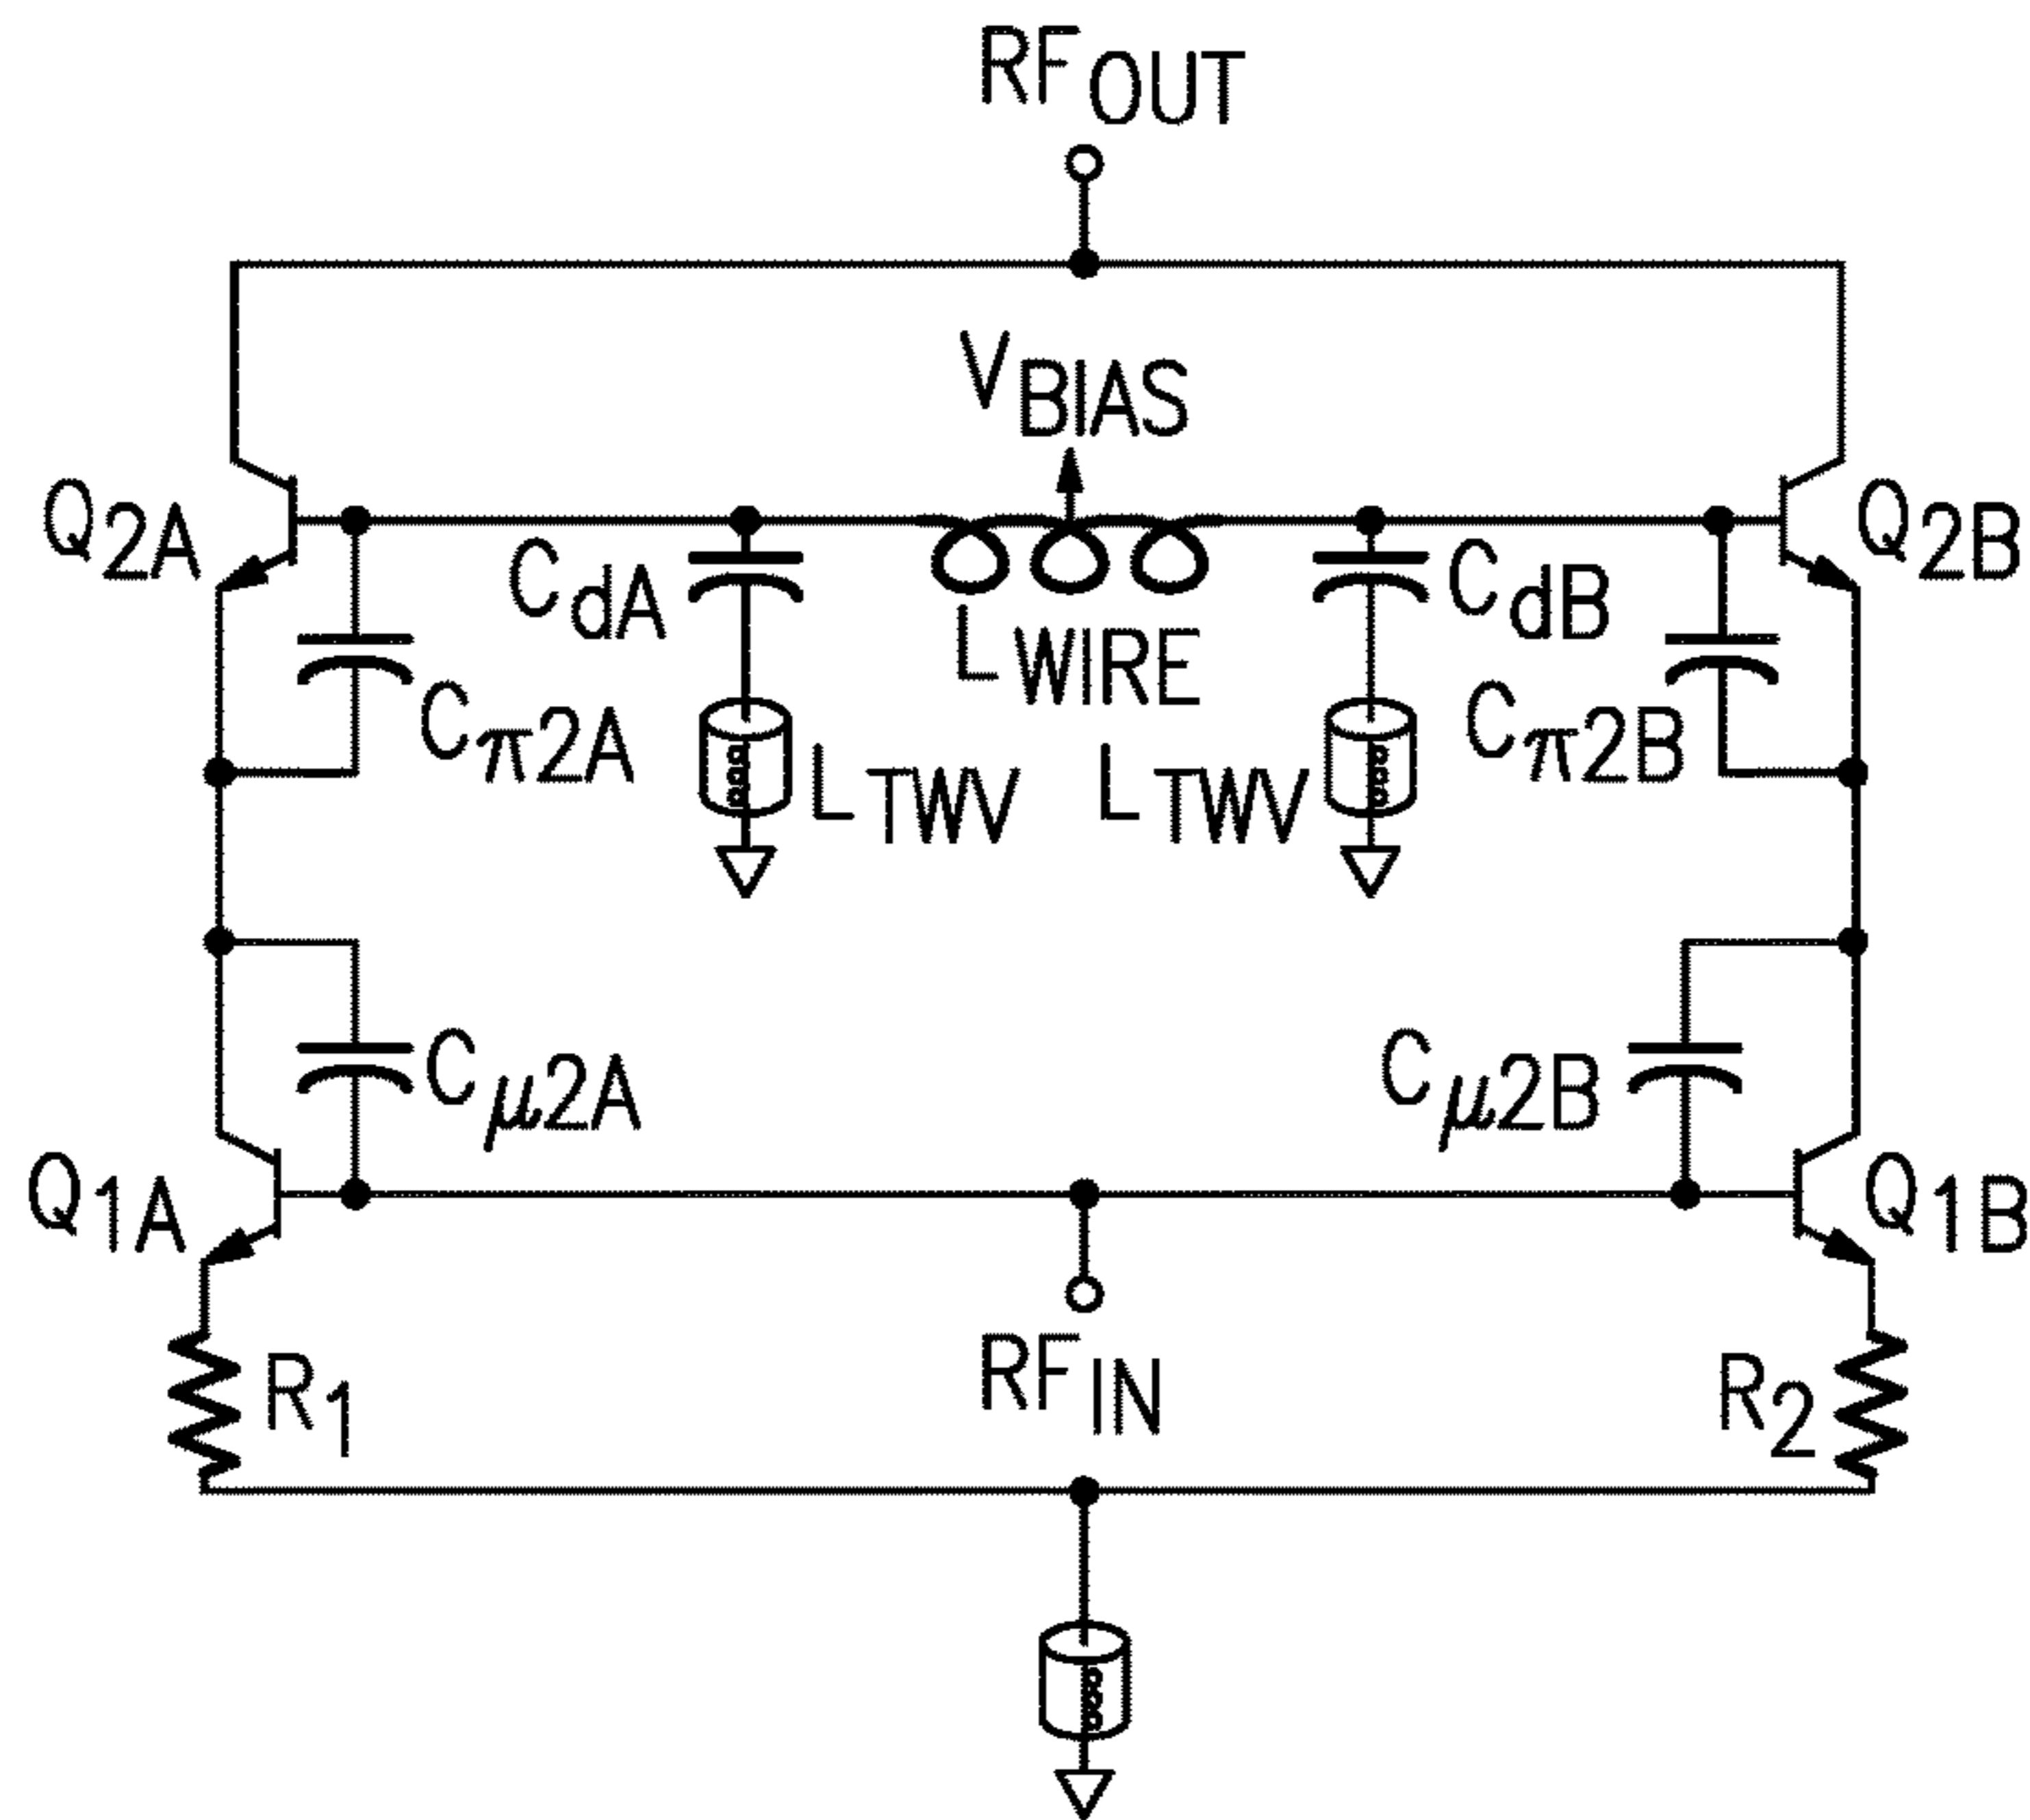 RFOUT
VBIAS
Q2A
CdA
LWIRE
CdB
Q2B
Cπ2A
LTWV
LTWV
Cπ2B
Cμ2A
Cμ2B
Q1A
Q1B
R1
RFIN
R2